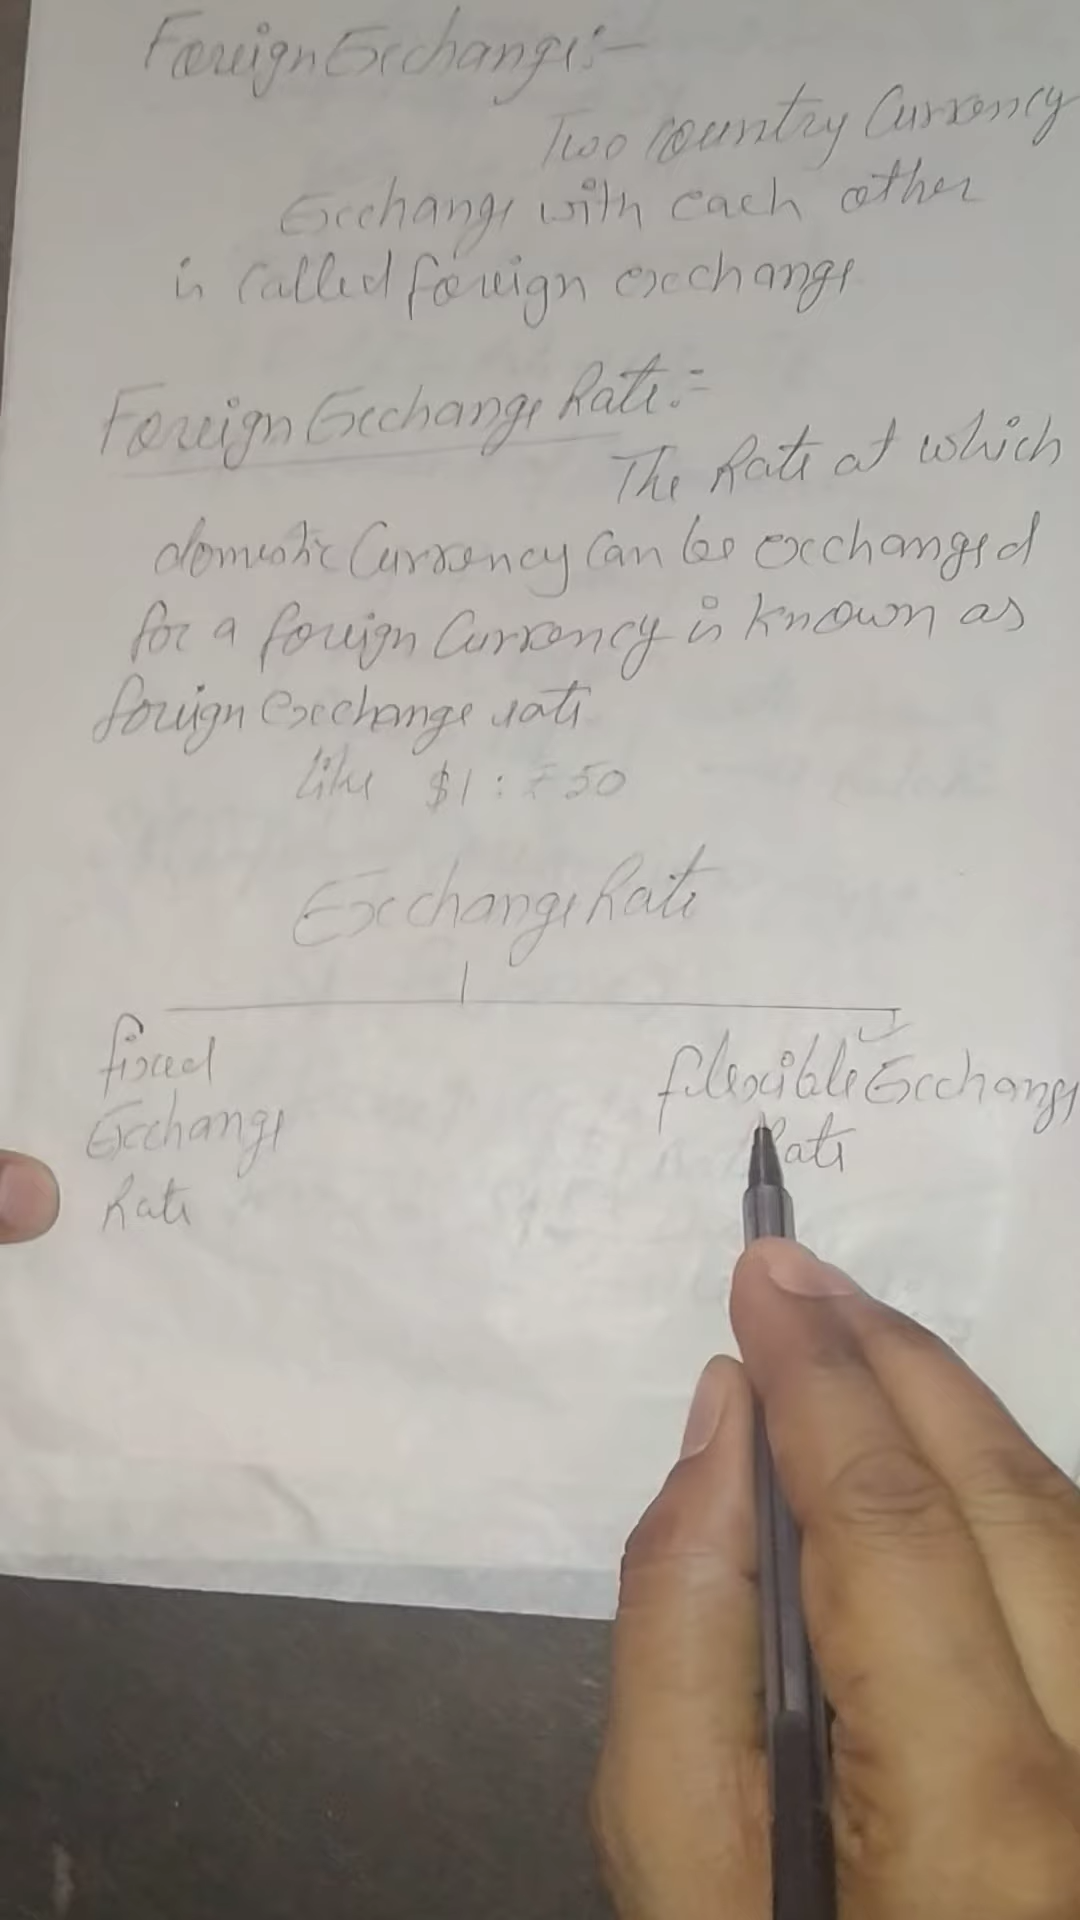 Foreign Exchange:-
Two Country Currency
Exchange with each other
is called foreign exchange
Foreign Exchange Rate:-
The Rate at which
domestic Currency Can be exchanged
for a foreign Currency is known as
foreign exchange rate
like $1 : ₹50
Exchange Rate
fixed
Exchange
Rate
flexible Exchange
Rate